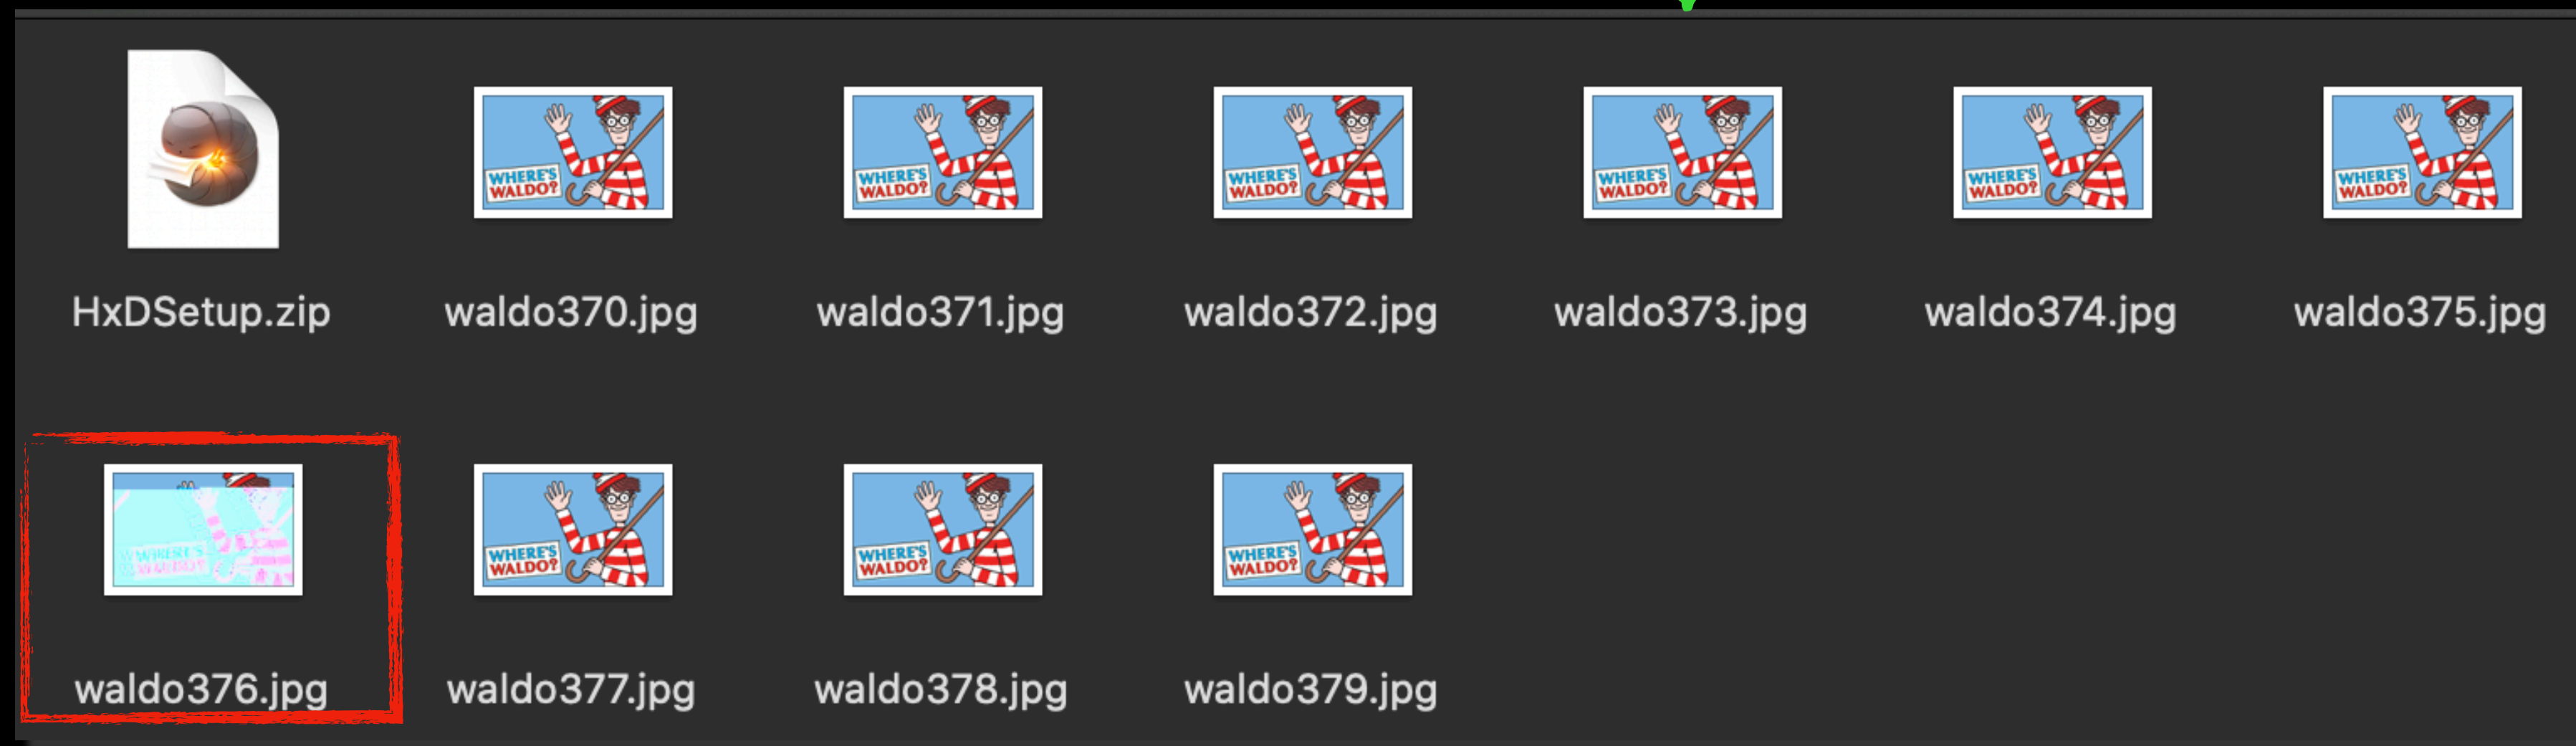 WHERE'S WHERE'S WHERE'S WHERE'S WHERE'S WHERE'S
WALDO? WALDO? WALDO? WALDO? WALDO? WALDO?
HxDSetup.zip waldo370.jpg waldo371.jpg waldo372.jpg waldo373.jpg waldo374.jpg waldo375.jpg
WHERE'S WHERE'S WHERE'S WHERE'S
WALDO? WALDO? WALDO? WALDO?
waldo376.jpg waldo377.jpg waldo378.jpg waldo379.jpg